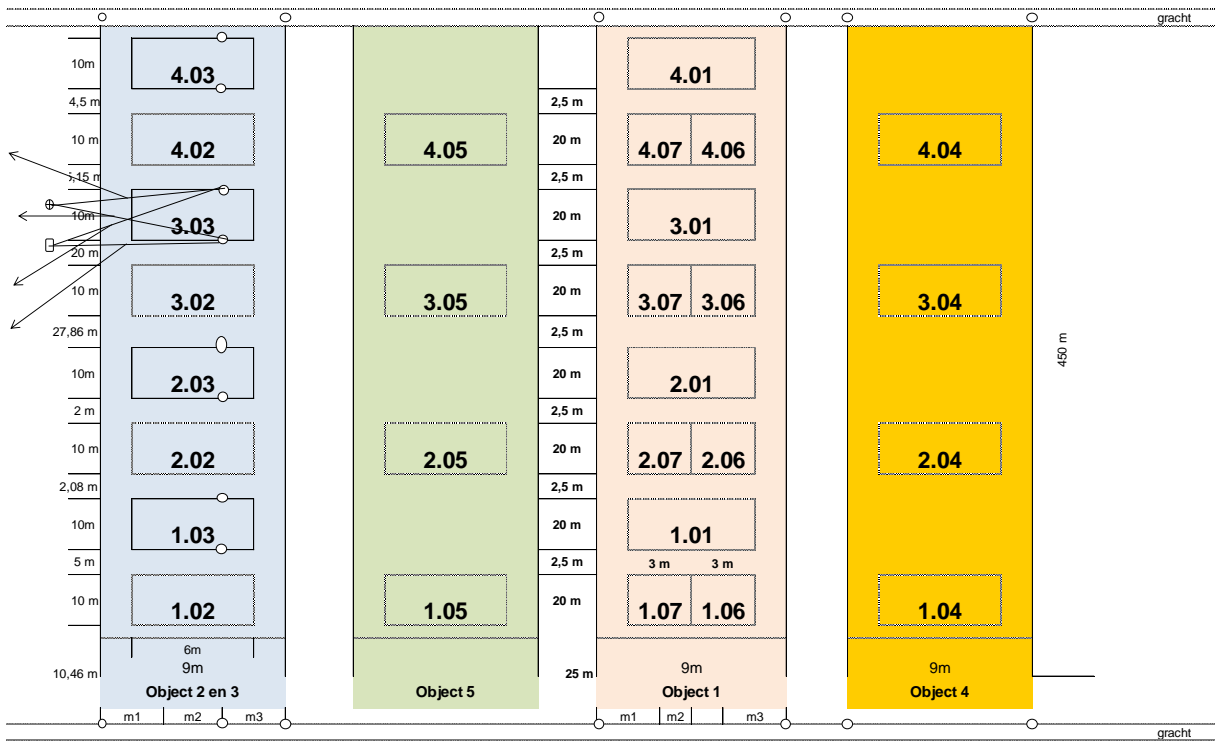 gracht
10m 4.03 4.01
4,5 m 2,5 m
10 m 4.02 4.05 20 m 4.07 4.06 4.04
,15 m 2,5 m
10m 3.03 20 m 3.01
20 m 2,5 m
10 m 3.02 3.05 20 m 3.07 3.06 3.04
27,86 m 2,5 m
450 m
10m 2.03 20 m 2.01
2 m 2,5 m
10 m 2.02 2.05 20 m 2.07 2.06 2.04
2,08 m 2,5 m
10m 1.03 20 m 1.01
5 m 2,5 m 3 m 3 m
10 m 1.02 1.05 20 m 1.07 1.06 1.04
6m
9m 9m 9m
10,46 m 25 m
Object 2 en 3 Object 5 Object 1 Object 4
m1 m2 m3 m1 m2 m3
gracht